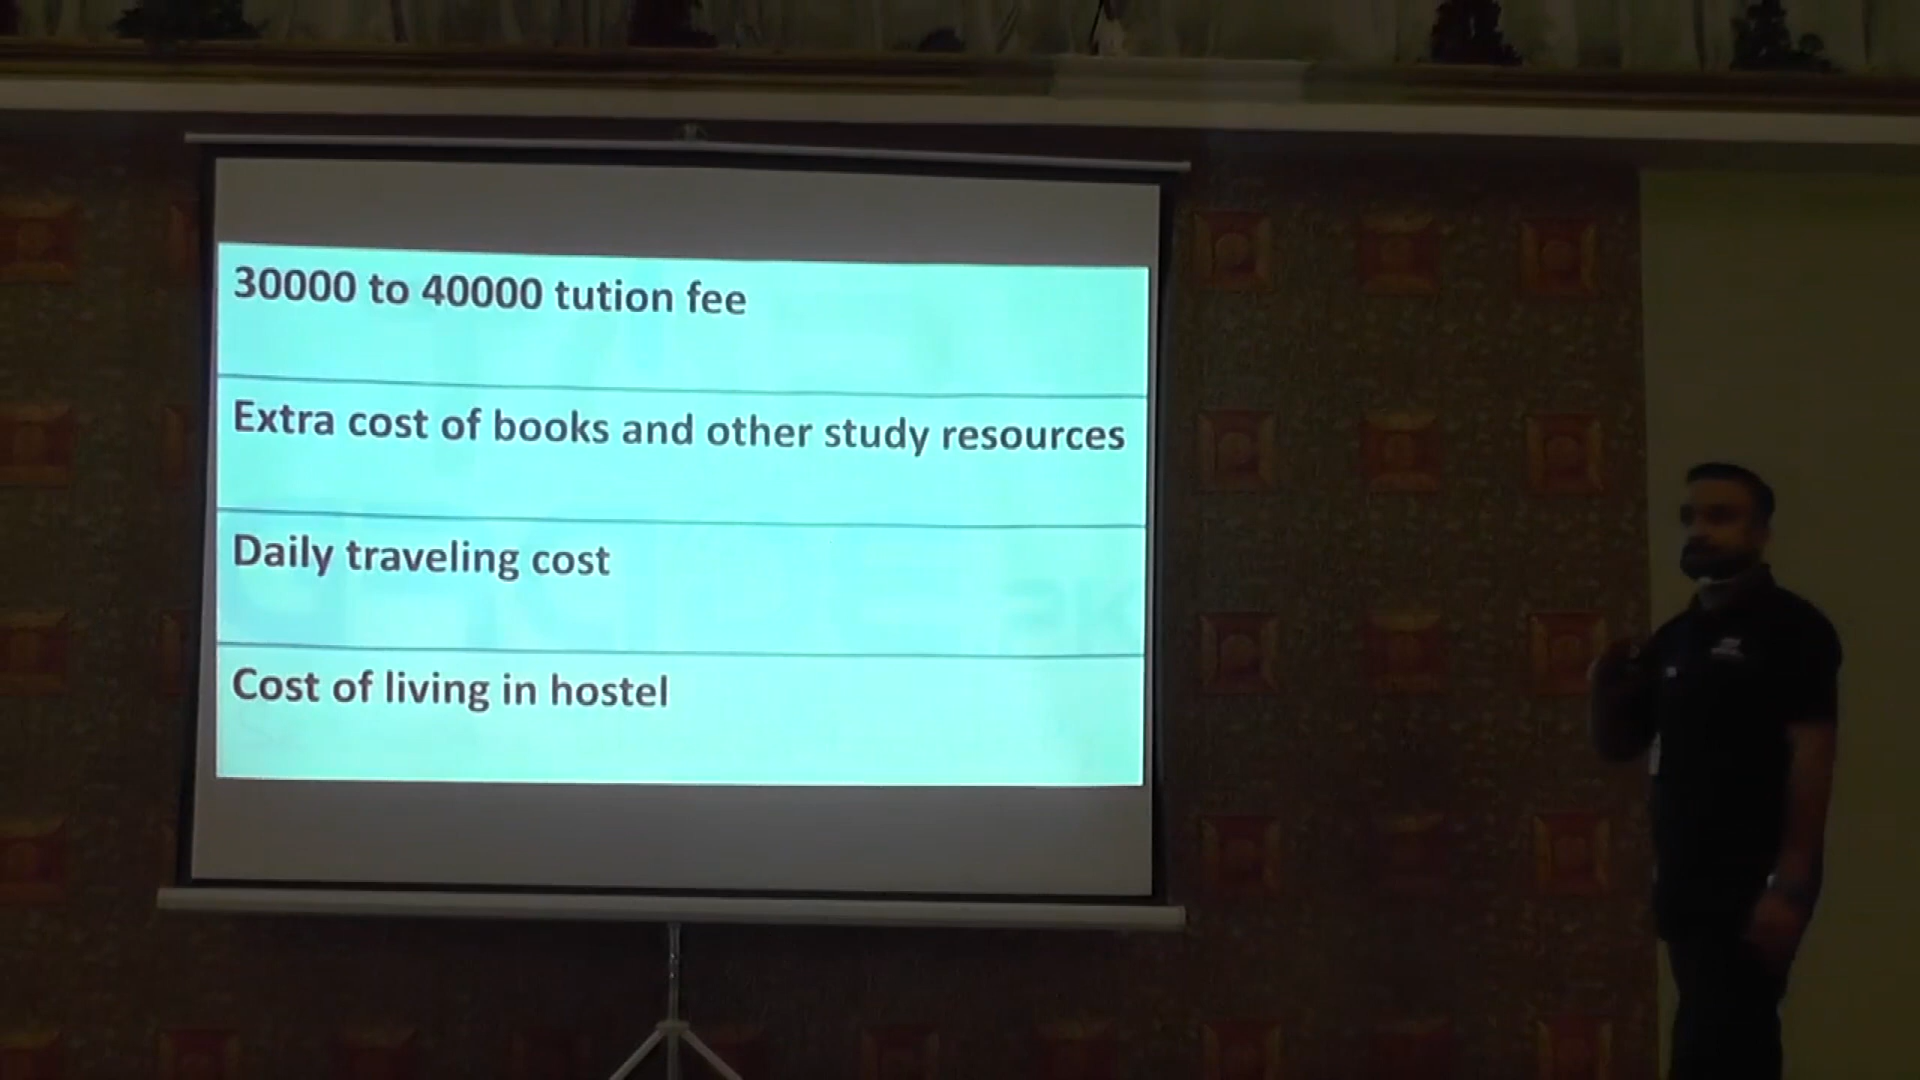 30000 to 40000 tution fee
Extra cost of books and other study resources
Daily traveling cost
Cost of living in hostel